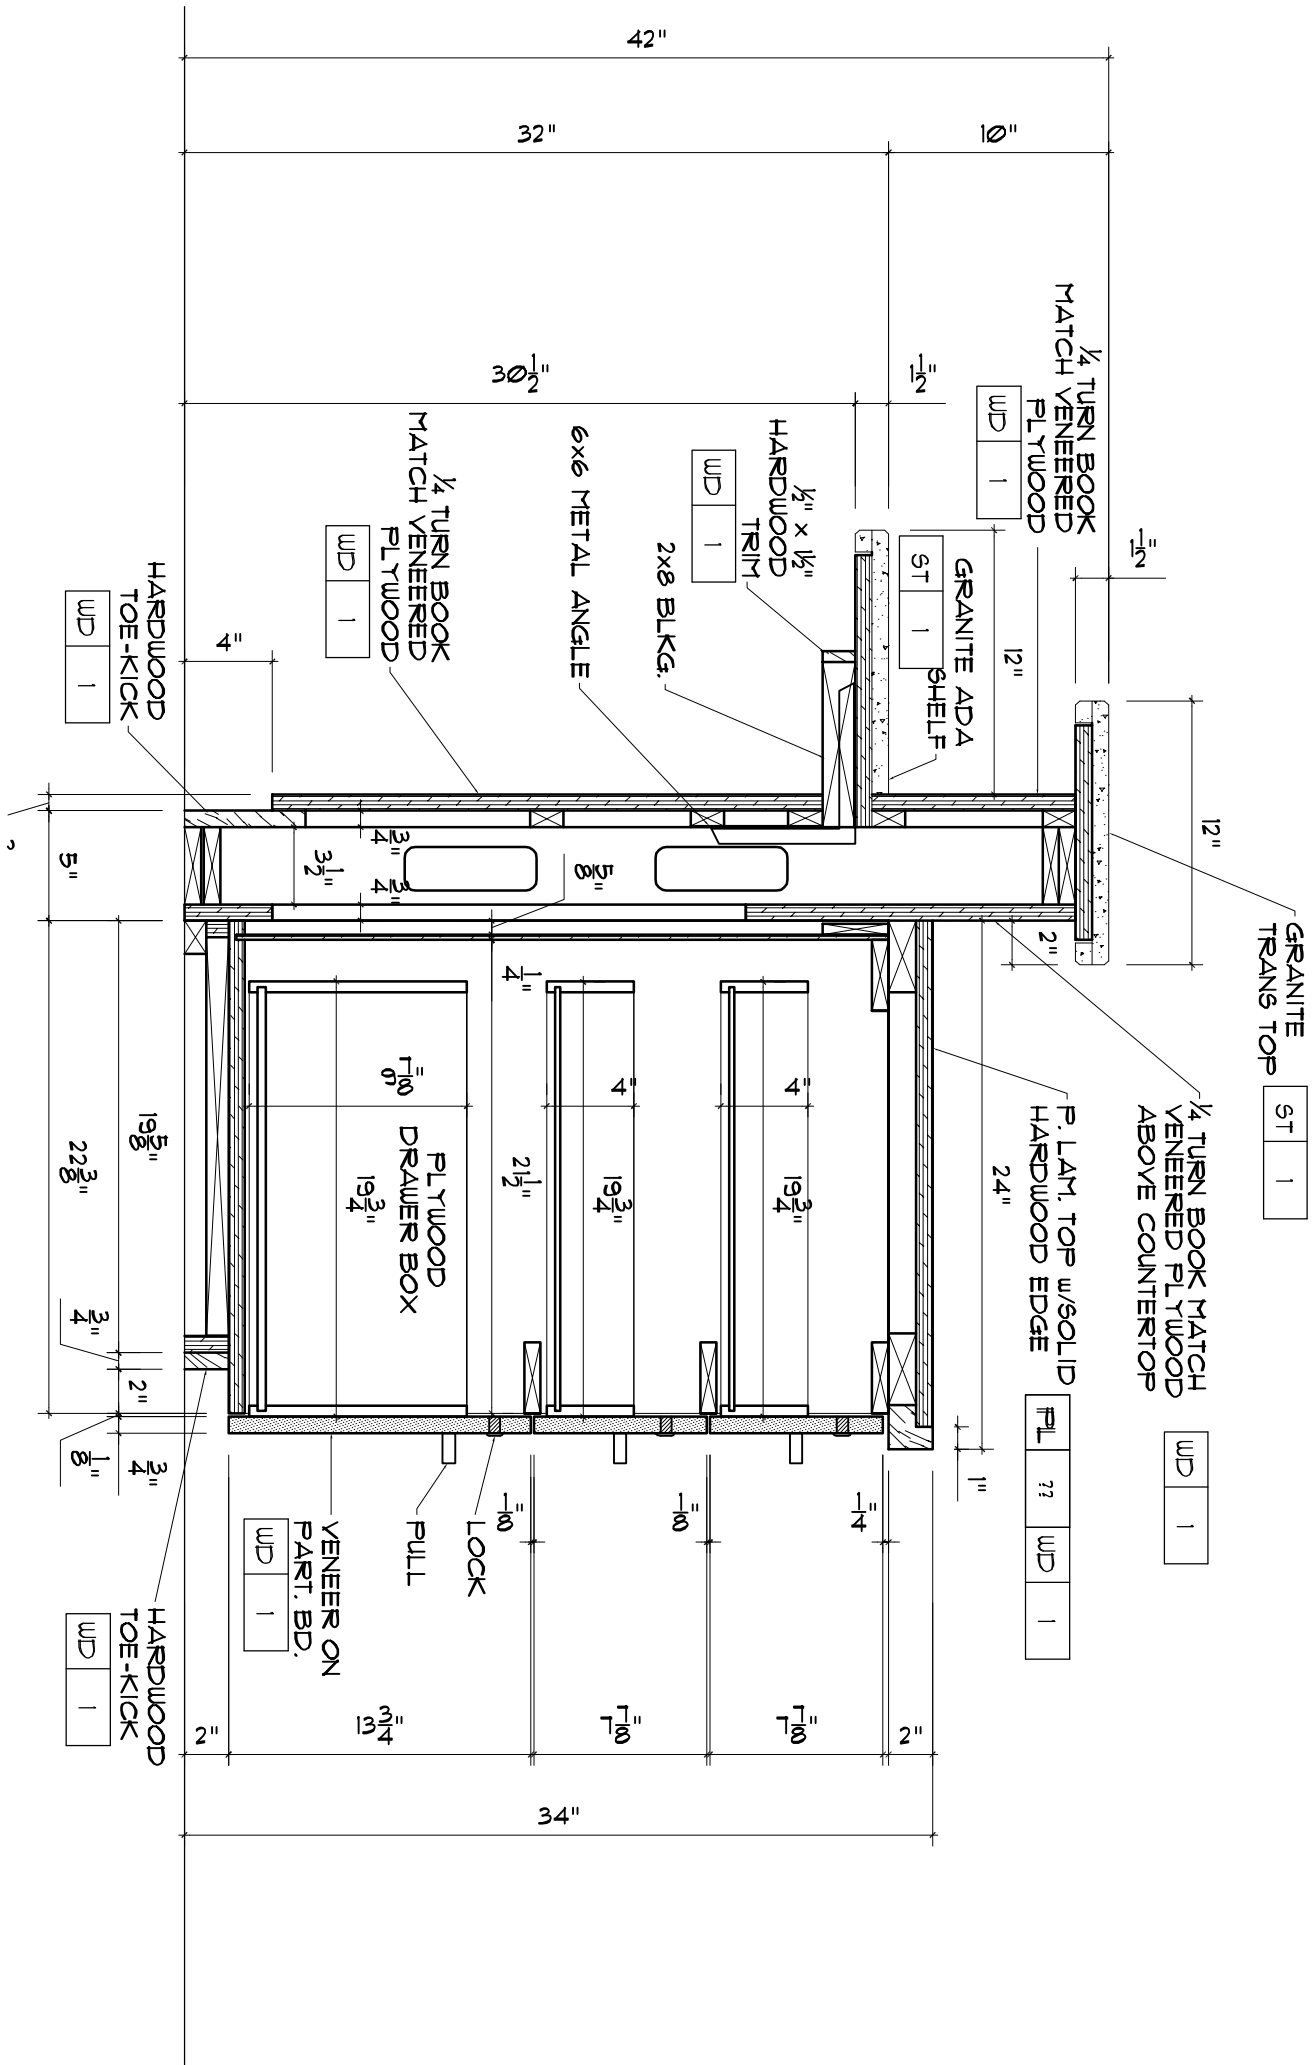 42"
32"
10"
30 1/2"
1 1/2"
1 1/2"
1/4 TURN BOOK
MATCH VENEERED
PLYWOOD
WD 1
12"
GRANITE ADA
SHELF
ST 1
1/2" x 1/2"
HARDWOOD
TRIM
WD 1
2x8 BLKG.
6x6 METAL ANGLE
1/4 TURN BOOK
MATCH VENEERED
PLYWOOD
WD 1
4"
HARDWOOD
TOE-KICK
WD 1
12"
GRANITE
TRANS TOP
ST 1
2"
1/4 TURN BOOK MATCH
VENEERED PLYWOOD
ABOVE COUNTERTOP
WD 1
24"
P. LAM. TOP w/SOLID
HARDWOOD EDGE
PL ?? WD 1
1"
3/4"
3 1/2"
3/4"
5/8"
1/4"
5"
4"
4"
9 7/8"
19 3/4"
19 3/4"
21 1/2"
19 3/4"
PLYWOOD
DRAWER BOX
19 5/8"
22 3/8"
3/4"
2"
1/8"
3/4"
1/4"
1/8"
1/8"
LOCK
PULL
VENEER ON
PART. BD.
WD 1
HARDWOOD
TOE-KICK
WD 1
2"
13 3/4"
7 7/8"
7 7/8"
2"
34"